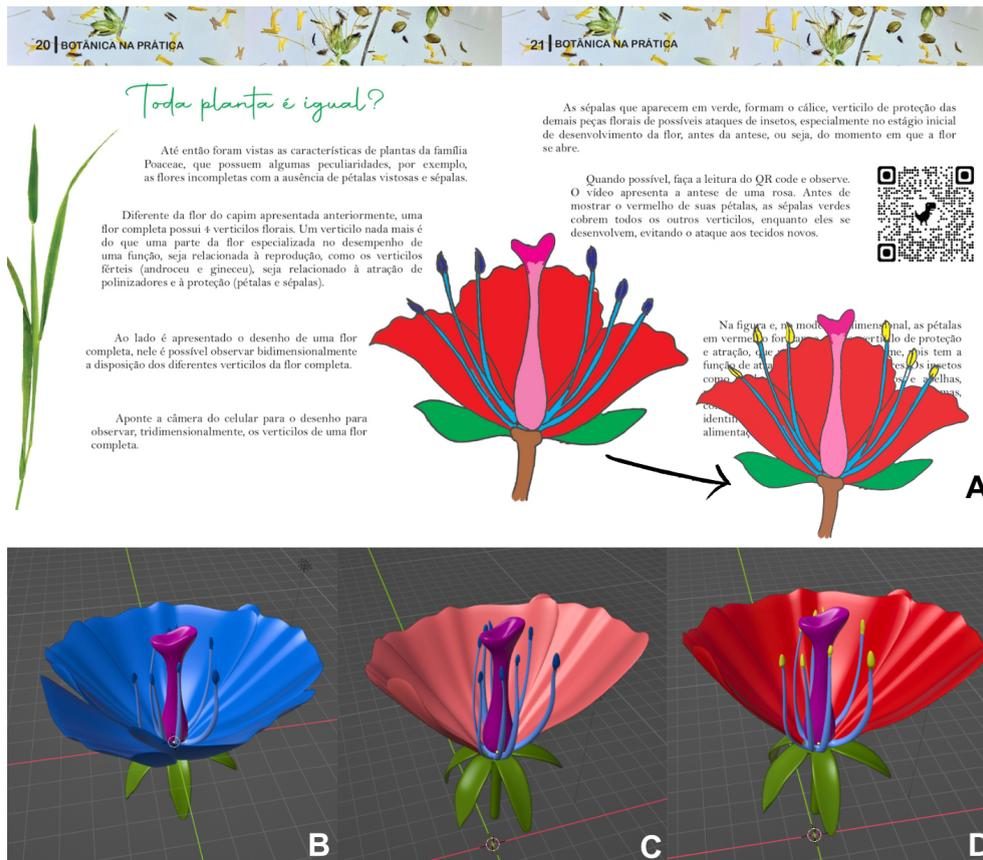 20 | BOTÂNICA NA PRÁTICA
Toda planta é igual?
Até então foram vistas as características de plantas da família
Poaceae, que possuem algumas peculiaridades, por exemplo,
as flores incompletas com a ausência de pétalas vistosas e sépalas.
Diferente da flor do capim apresentada anteriormente, uma
flor completa possui 4 verticilos florais. Um verticilo nada mais é
do que uma parte da flor especializada no desempenho de
uma função, seja relacionada à reprodução, como os verticilos
férteis (androceu e gineceu), seja relacionado à atração de
polinizadores e à proteção (pétalas e sépalas).
Ao lado é apresentado o desenho de uma flor
completa, nele é possível observar bidimensionalmente
a disposição dos diferentes verticilos da flor completa.
Aponte a câmera do celular para o desenho para
observar, tridimensionalmente, os verticilos de uma flor
completa.
21 | BOTÂNICA NA PRÁTICA
As sépalas que aparecem em verde, formam o cálice, verticilo de proteção das
demais peças florais de possíveis ataques de insetos, especialmente no estágio inicial
de desenvolvimento da flor, antes da antese, ou seja, do momento em que a flor
se abre.
Quando possível, faça a leitura do QR code e observe.
O vídeo apresenta a antese de uma rosa. Antes de
mostrar o vermelho de suas pétalas, as sépalas verdes
cobrem todos os outros verticilos, enquanto eles se
desenvolvem, evitando o ataque aos tecidos novos.
Na figura e, al, as pétalas
em vermelho de proteção
e atração, tem a
função de insetos
e abelhas,
A
B
C
D